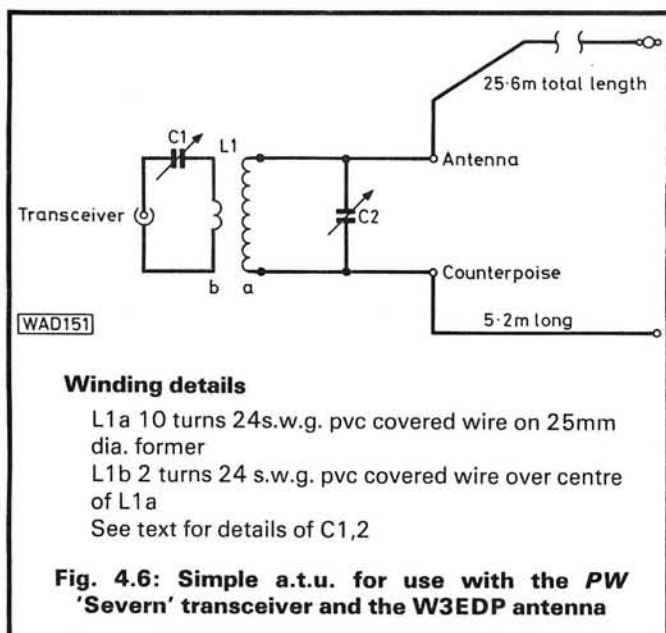 25·6m total length
C1
L1
Antenna
Transceiver
C2
b a
Counterpoise
WAD151
5·2m long
Winding details
L1a 10 turns 24s.w.g. pvc covered wire on 25mm
dia. former
L1b 2 turns 24 s.w.g. pvc covered wire over centre
of L1a
See text for details of C1,2
Fig. 4.6: Simple a.t.u. for use with the PW
'Severn' transceiver and the W3EDP antenna